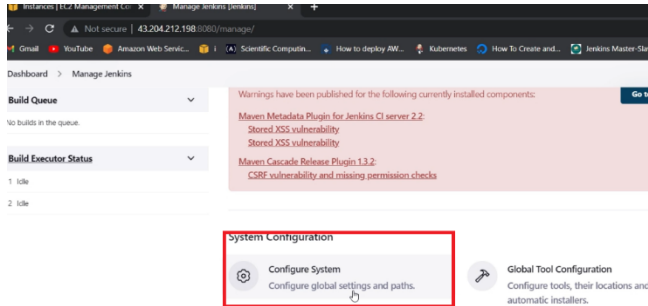 Instances | EC2 Management Con
Manage Jenkins [Jenkins]
Not secure | 43.204.212.198:8080/manage/
Gmail YouTube Amazon Web Servic... i (A) Scientific Computin... How to deploy AW... Kubernetes How To Create and... Jenkins Master-Slav
Dashboard > Manage Jenkins
Build Queue
No builds in the queue.
Build Executor Status
1 Idle
2 Idle
Warnings have been published for the following currently installed components:
Go to
Maven Metadata Plugin for Jenkins CI server 2.2:
Stored XSS vulnerability
Stored XSS vulnerability
Maven Cascade Release Plugin 1.3.2:
CSRF vulnerability and missing permission checks
System Configuration
Configure System
Configure global settings and paths.
Global Tool Configuration
Configure tools, their locations and
automatic installers.